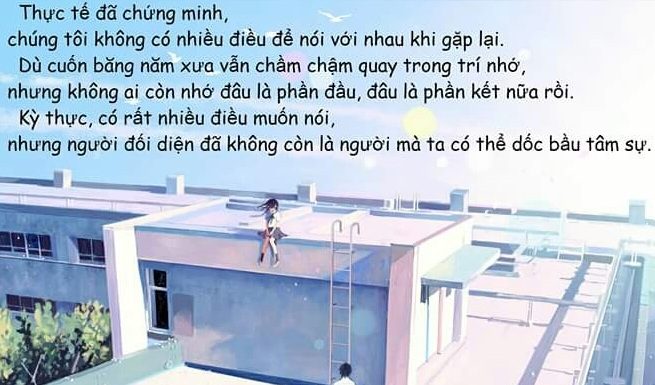 Thực tế đã chứng minh,
chúng tôi không có nhiều điều để nói với nhau khi gặp lại.
Dù cuốn băng năm xưa vẫn chầm chậm quay trong trí nhớ,
nhưng không ai còn nhớ đâu là phần đầu, đâu là phần kết nữa rồi.
Kỳ thực, có rất nhiều điều muốn nói,
nhưng người đối diện đã không còn là người mà ta có thể dốc bầu tâm sự.